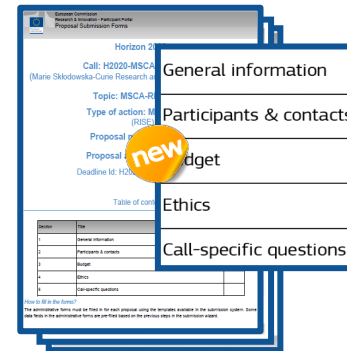 European Commission
Research & Innovation - Participant Portal
Proposal Submission Forms
Horizon 20
Call: H2020-MSCA
(Marie Skłodowska-Curie Research an
Topic: MSCA-RI
Type of action: M
(RISE)
Proposal
Proposal
Deadline Id: H20
Table of cont
new
General information
Participants & contacts
dget
Ethics
Call-specific questions
Section Title
1 General information
2 Participants & contacts
3 Budget
4 Ethics
5 Call-specific questions
How to fill in the forms?
The administrative forms must be filled in for each proposal using the templates available in the submission system. Some
data fields in the administrative forms are pre-filled based on the previous steps in the submission wizard.